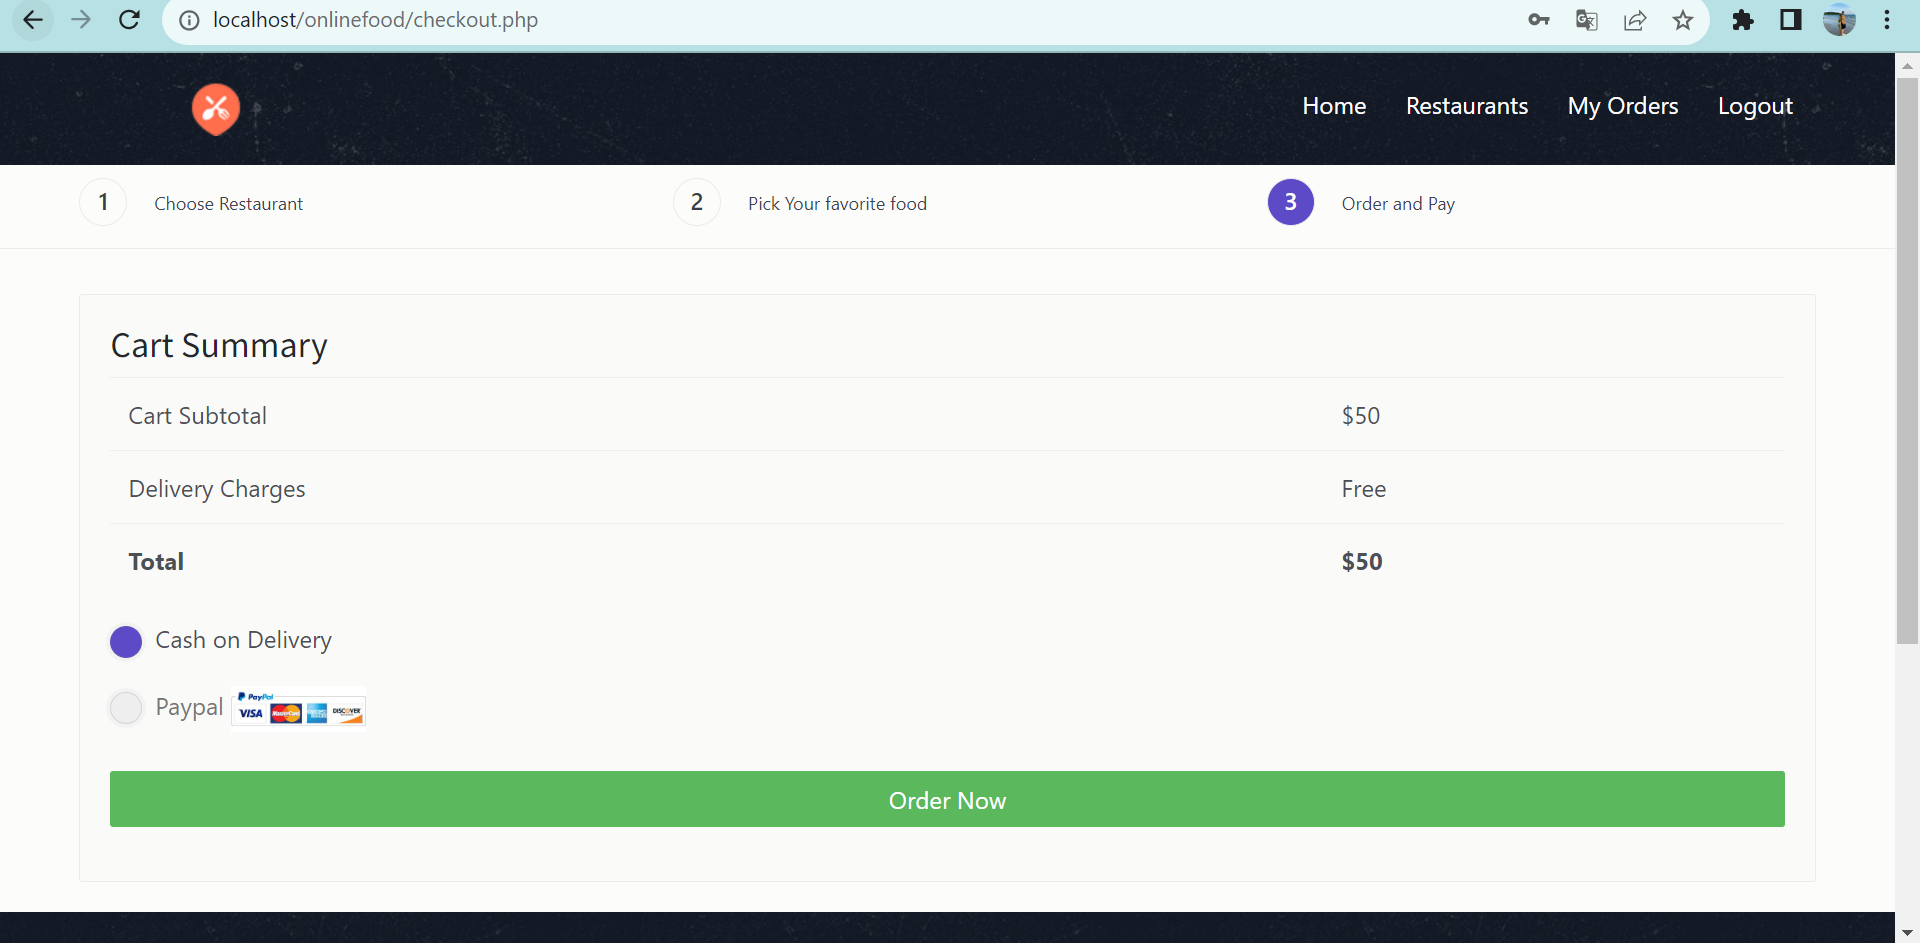 localhost/onlinefood/checkout.php
Home Restaurants My Orders Logout
1 Choose Restaurant 2 Pick Your favorite food 3 Order and Pay
Cart Summary
Cart Subtotal $50
Delivery Charges Free
Total $50
Cash on Delivery
Paypal PayPal
VISA MasterCard DISCOVER
Order Now